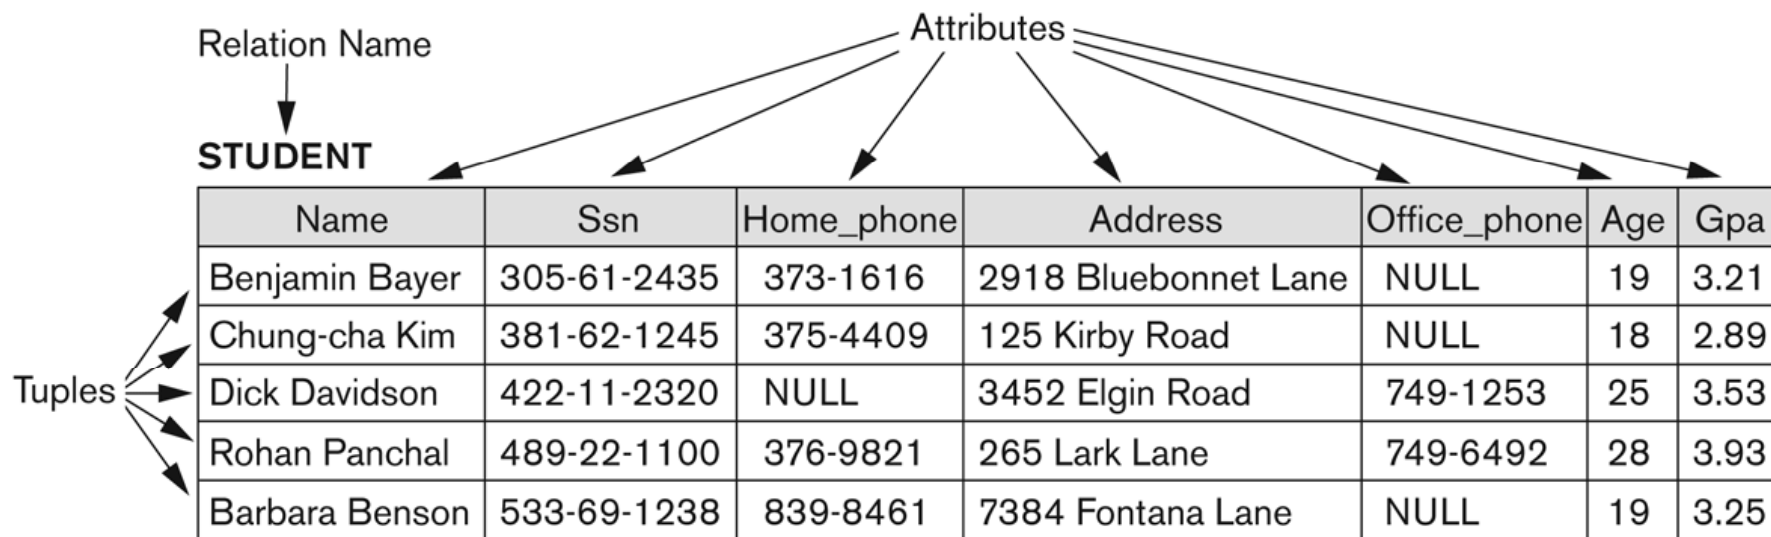 Attributes
Relation Name
STUDENT
Name Ssn Home_phone Address Office_phone Age Gpa
Benjamin Bayer 305-61-2435 373-1616 2918 Bluebonnet Lane NULL 19 3.21
Chung-cha Kim 381-62-1245 375-4409 125 Kirby Road NULL 18 2.89
Tuples
Dick Davidson 422-11-2320 NULL 3452 Elgin Road 749-1253 25 3.53
Rohan Panchal 489-22-1100 376-9821 265 Lark Lane 749-6492 28 3.93
Barbara Benson 533-69-1238 839-8461 7384 Fontana Lane NULL 19 3.25